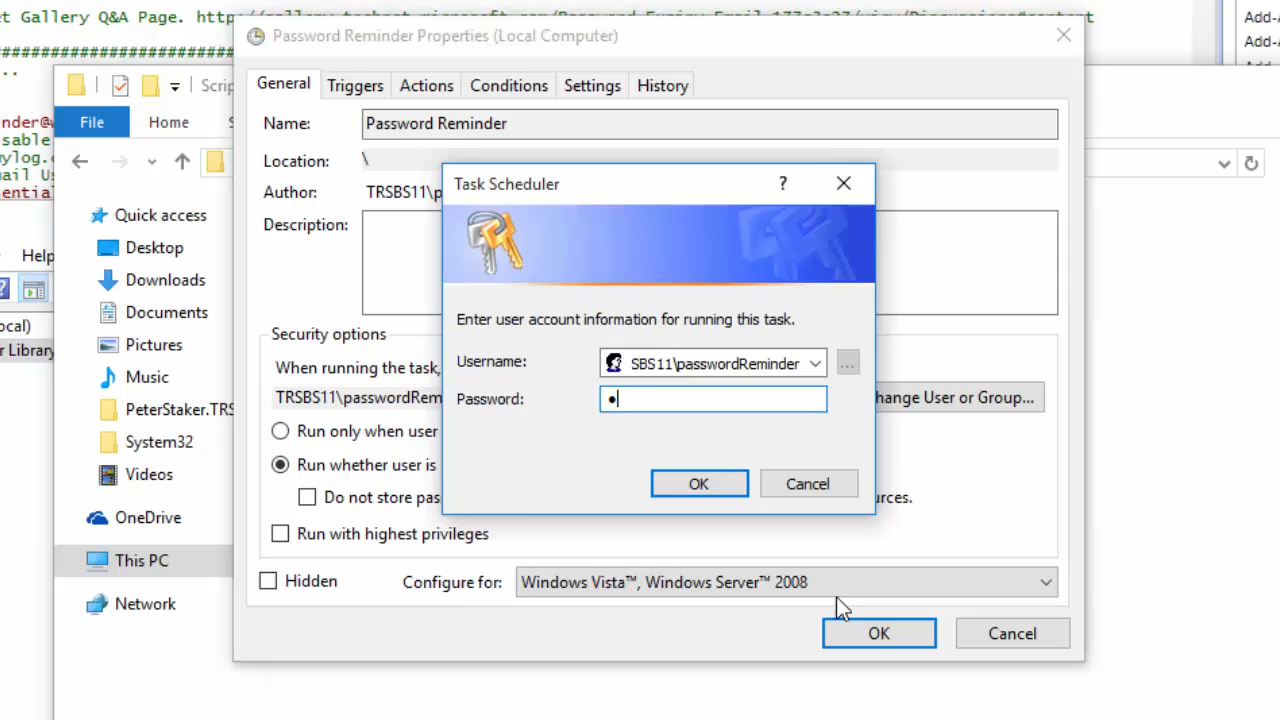 et Gallery Q&A Page.
Add-A
Add-A
################################
..
nder@w
isable
ylog.c
mail Us
sential
Help
ocal)
r Library
Scrip
File
Home
S
Quick access
Desktop
Downloads
Documents
Pictures
Music
PeterStaker.TRS
System32
Videos
OneDrive
This PC
Network
Password Reminder Properties (Local Computer)
General Triggers Actions Conditions Settings History
Name: Password Reminder
Location: \
Author: TRSBS11\p
Description:
Security options
When running the task,
TRSBS11\passwordRem
hange User or Group...
Run only when user
Run whether user is
Do not store pas
urces.
Run with highest privileges
Hidden
Configure for: Windows Vista™, Windows Server™ 2008
OK Cancel
Task Scheduler ?
Enter user account information for running this task.
Username: SBS11\passwordReminder ...
Password: ●
OK Cancel